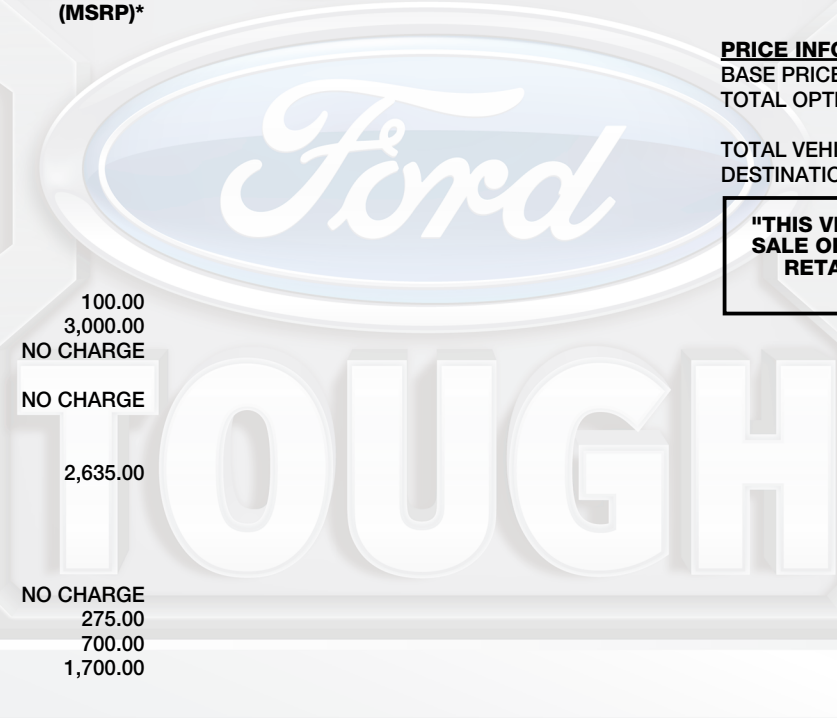 (MSRP)*
PRICE INFO
BASE PRICE
TOTAL OPTI
TOTAL VEHI
DESTINATIO
"THIS VE
SALE O
RETA
Ford
100.00
3,000.00
NO CHARGE
NO CHARGE
2,635.00
TOUGH
NO CHARGE
275.00
700.00
1,700.00